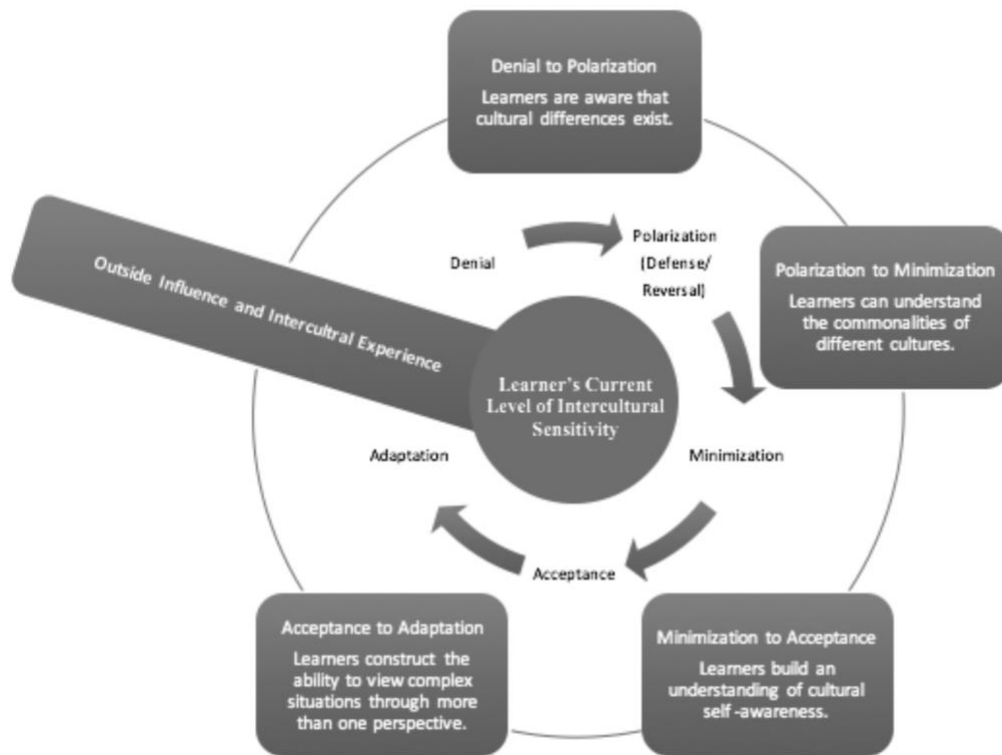 Denial to Polarization
Learners are aware that
cultural differences exist.
Outside Influence and Intercultral Experience
Denial
Polarization
(Defense/
Reversal)
Polarization to Minimization
Learners can understand
the commonalities of
different cultures.
Learner's Current
Level of Intercultural
Sensitivity
Adaptation
Minimization
Acceptance
Acceptance to Adaptation
Learners construct the
ability to view complex
situations through more
than one perspective.
Minimization to Acceptance
Learners build an
understanding of cultural
self -awareness.